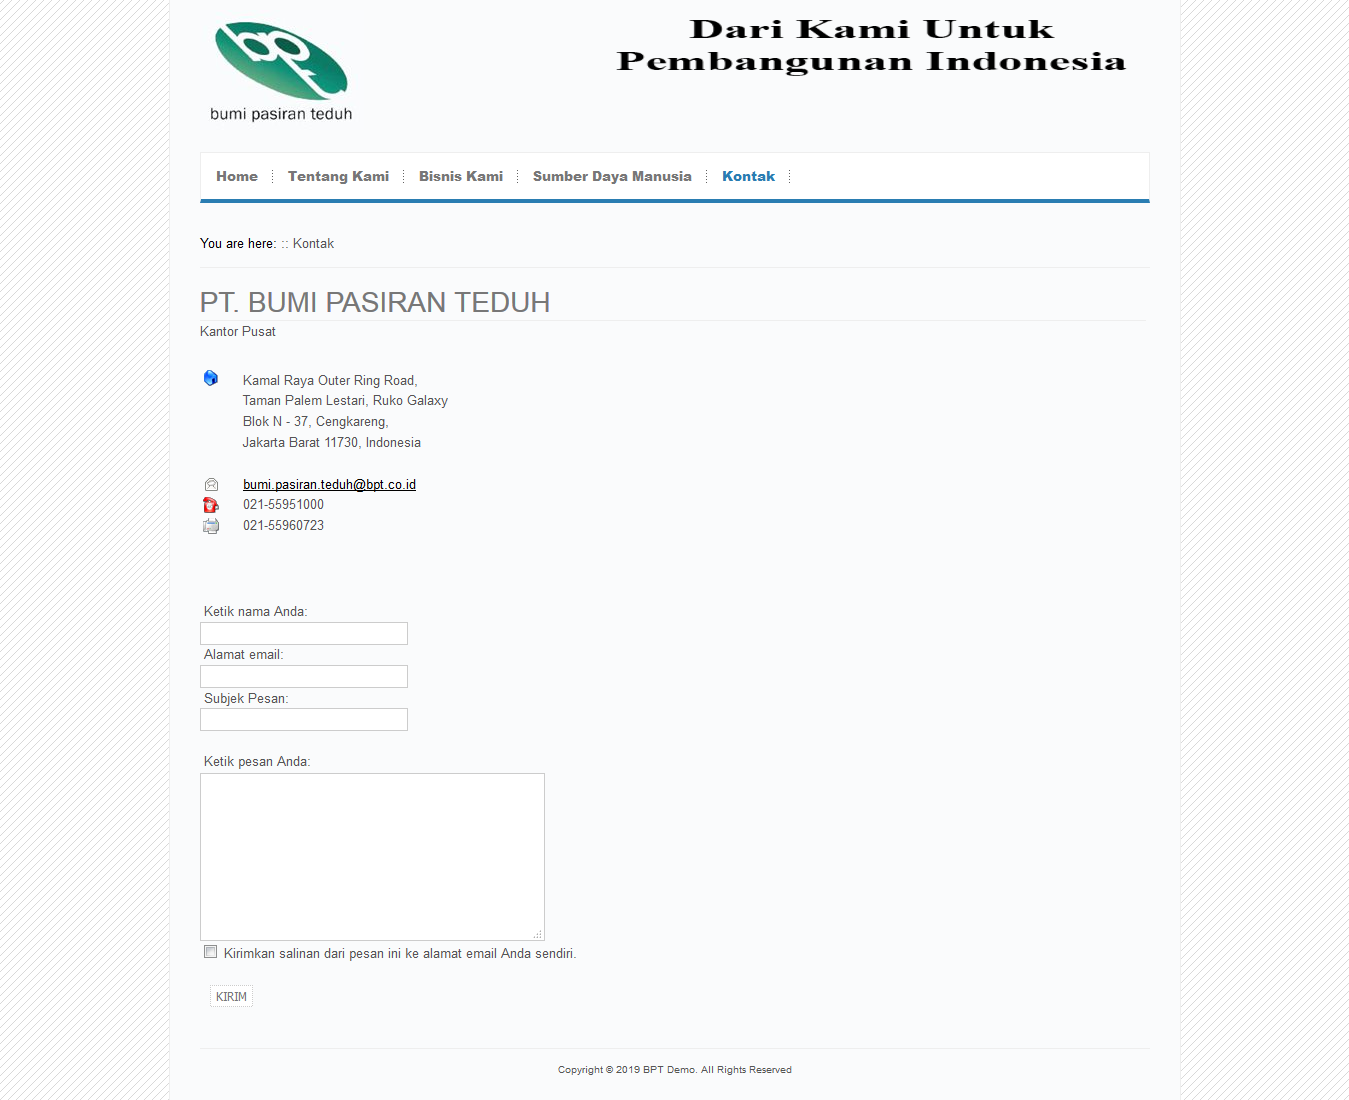 bpt
bumi pasiran teduh
Dari Kami Untuk
Pembangunan Indonesia
Home
Tentang Kami
Bisnis Kami
Sumber Daya Manusia
Kontak
You are here: :: Kontak
PT. BUMI PASIRAN TEDUH
Kantor Pusat
Kamal Raya Outer Ring Road,
Taman Palem Lestari, Ruko Galaxy
Blok N - 37, Cengkareng,
Jakarta Barat 11730, Indonesia
bumi.pasiran.teduh@bpt.co.id
021-55951000
021-55960723
Ketik nama Anda:
Alamat email:
Subjek Pesan:
Ketik pesan Anda:
Kirimkan salinan dari pesan ini ke alamat email Anda sendiri.
KIRIM
Copyright © 2019 BPT Demo. All Rights Reserved